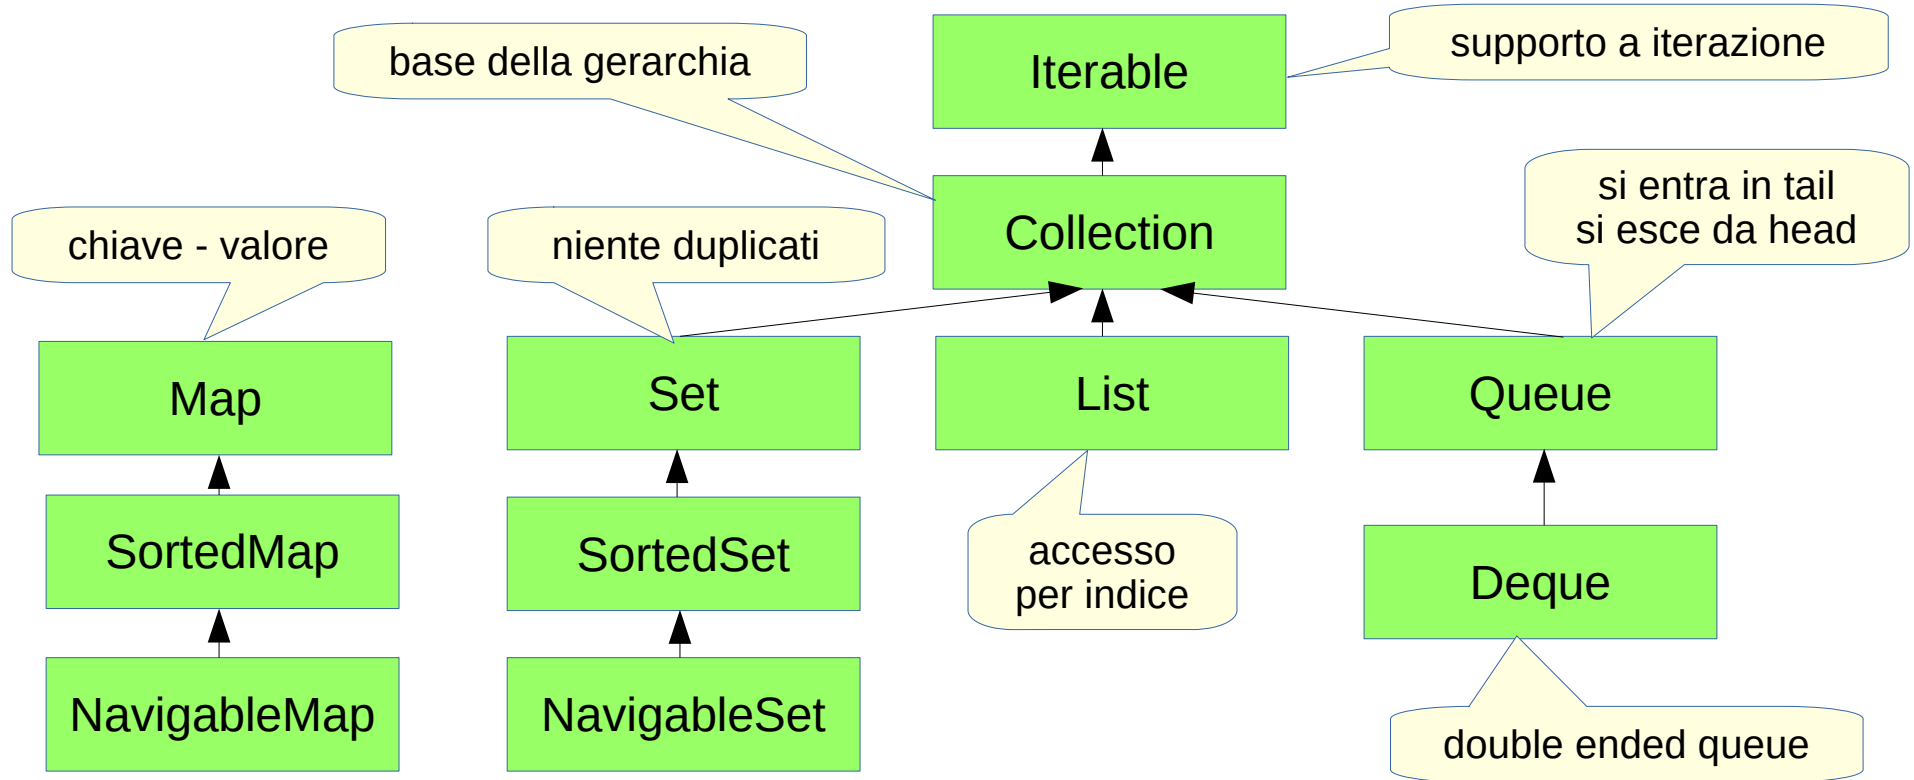 base della gerarchia
Iterable
supporto a iterazione
chiave - valore
niente duplicati
Collection
si entra in tail
si esce da head
Map
Set
List
Queue
SortedMap
SortedSet
accesso
per indice
Deque
NavigableMap
NavigableSet
double ended queue